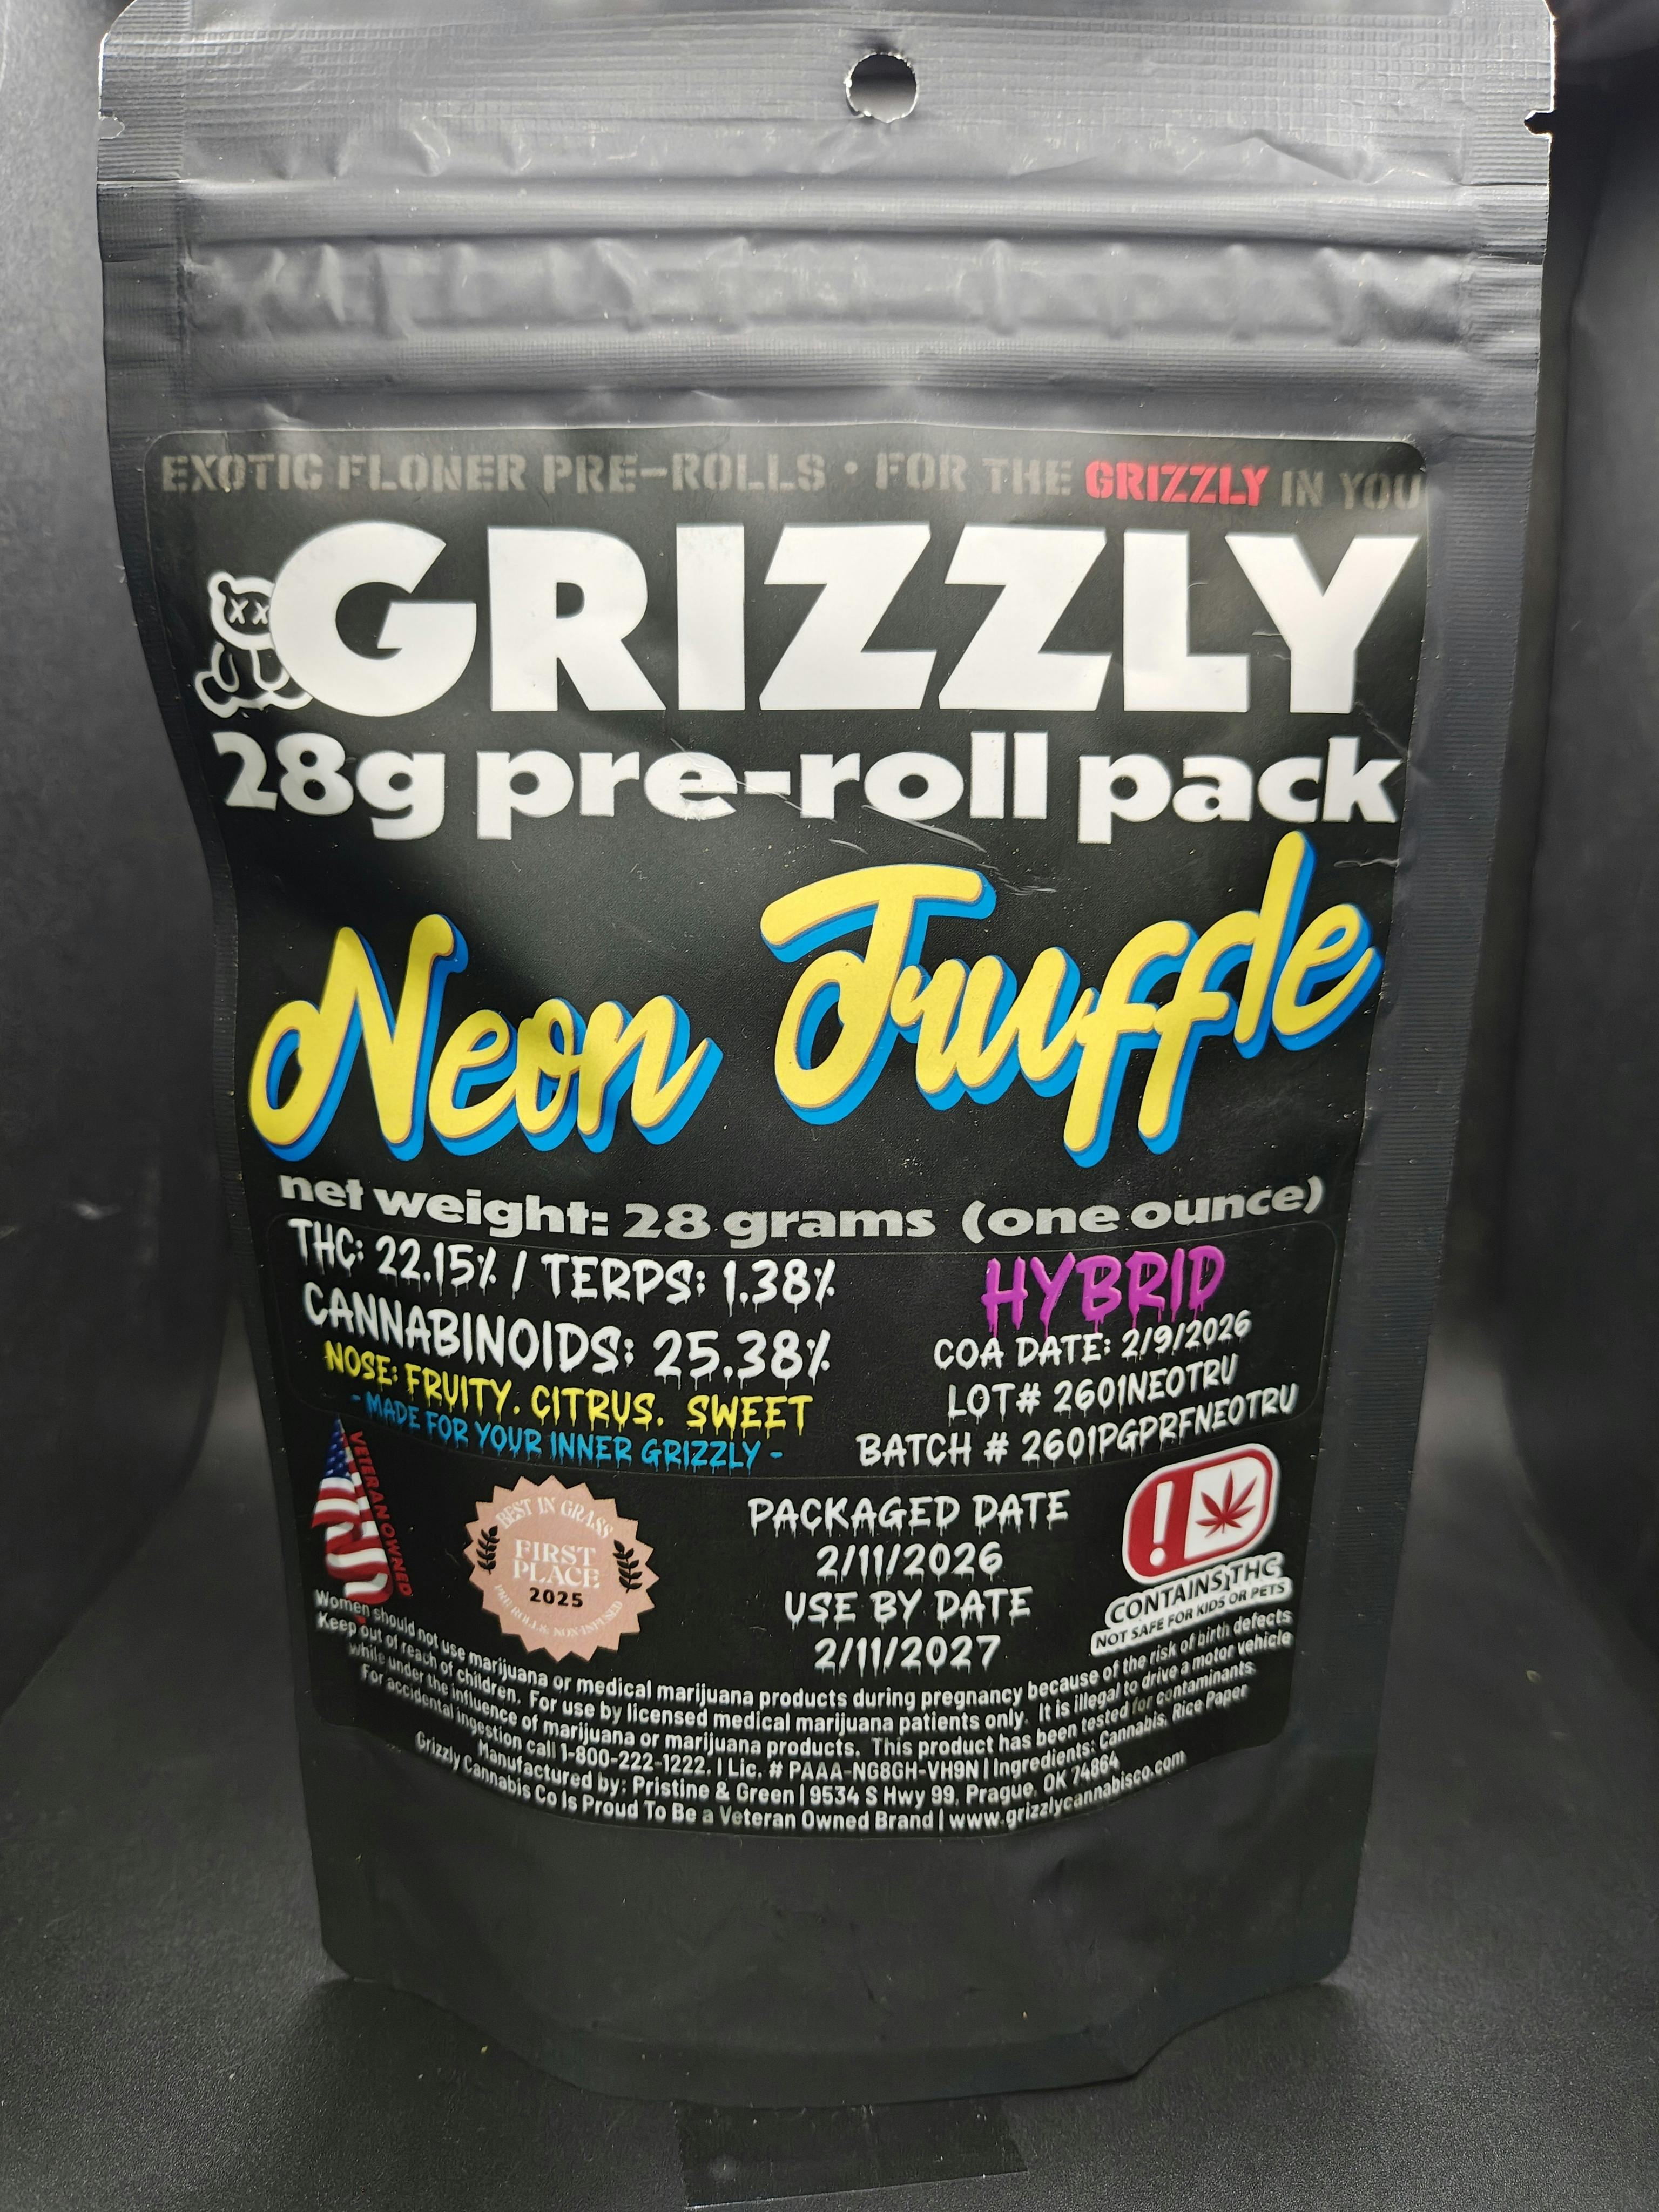 EXOTIC FLOWER PRE-ROLLS • FOR THE GRIZZLY IN YOU
GRIZZLY
28g pre-roll pack
Neon Truffle
net weight: 28 grams (one ounce)
THC: 22.15% / TERPS: 1.38%
CANNABINOIDS: 25.38%
NOSE: FRUITY. CITRUS. SWEET
- MADE FOR YOUR INNER GRIZZLY -
HYBRID
COA DATE: 2/9/2026
LOT# 2601NEOTRU
BATCH # 2601PGPRFNEOTRU
VETERAN OWNED
BEST IN GRASS
FIRST
PLACE
2025
PRE ROLLS: NON-INFUSED
PACKAGED DATE
2/11/2026
USE BY DATE
2/11/2027
!
CONTAINS THC
NOT SAFE FOR KIDS OR PETS
Women should not use marijuana or medical marijuana products during pregnancy because of the risk of birth defects
Keep out of reach of children. For use by licensed medical marijuana patients only. It is illegal to drive a motor vehicle
while under the influence of marijuana or marijuana products. This product has been tested for contaminants.
For accidental ingestion call 1-800-222-1222. | Lic. # PAAA-NG8GH-VH9N | Ingredients: Cannabis, Rice Paper
Manufactured by: Pristine & Green | 9534 S Hwy 99, Prague, OK 74864
Grizzly Cannabis Co Is Proud To Be a Veteran Owned Brand | www.grizzlycannabisco.com